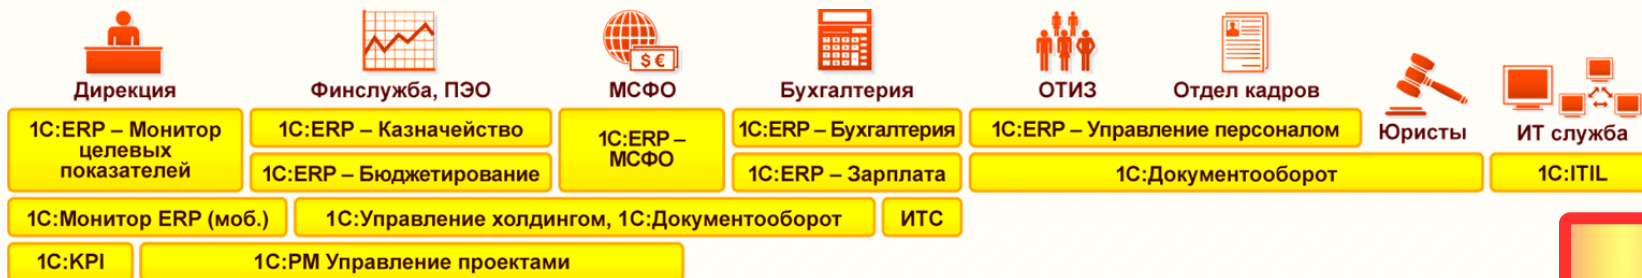 $ €
Дирекция
Финслужба, ПЭО
МСФО
Бухгалтерия
ОТИЗ
Отдел кадров
Юристы
ИТ служба
1С:ERP – Монитор
целевых
показателей
1С:ERP – Казначейство
1С:ERP –
МСФО
1С:ERP – Бухгалтерия
1С:ERP – Управление персоналом
1С:ERP – Бюджетирование
1С:ERP – Зарплата
1С:Документооборот
1С:ITIL
1С:Монитор ERP (моб.)
1С:Управление холдингом, 1С:Документооборот
ИТС
1С:KPI
1С:PM Управление проектами